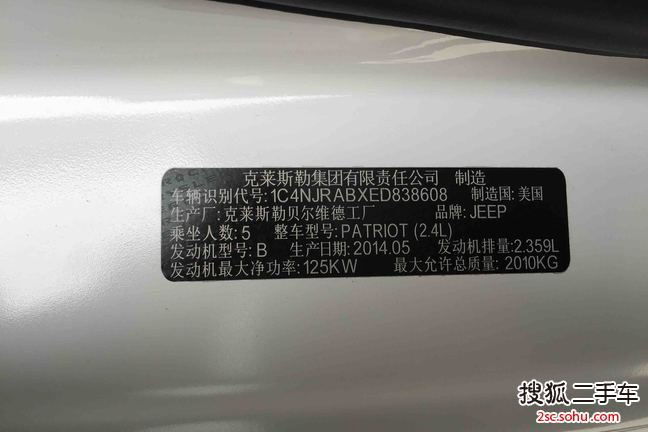 克莱斯勒集团有限责任公司 制造
车辆识别代号:1C4NJRABXED838608 制造国:美国
生产厂:克莱斯勒贝尔维德工厂 品牌:JEEP
乘坐人数:5 整车型号:PATRIOT (2.4L)
发动机型号:B 生产日期:2014.05 发动机排量:2.359L
发动机最大净功率:125KW 最大允许总质量:2010KG
搜狐二手车
2sc.sohu.com